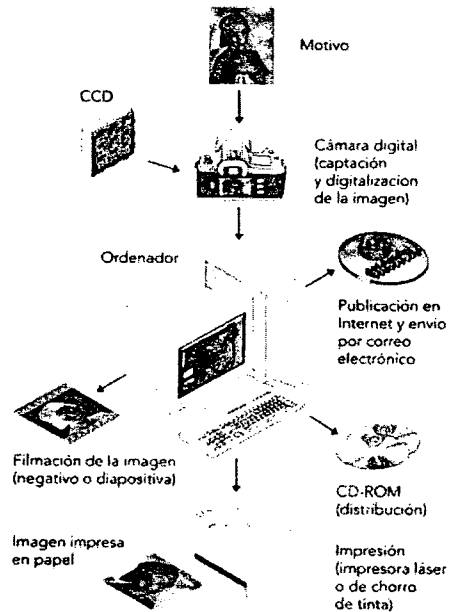 Motivo
CCD
Cámara digital
(captación
y digitalizacion
de la imagen)
Ordenador
Publicación en
Internet y envio
por correo
electrónico
Filmación de la imagen
(negativo o diapositiva)
CD-ROM
(distribución)
Imagen impresa
en papel
Impresión
(impresora láser
o de chorro
de tinta)